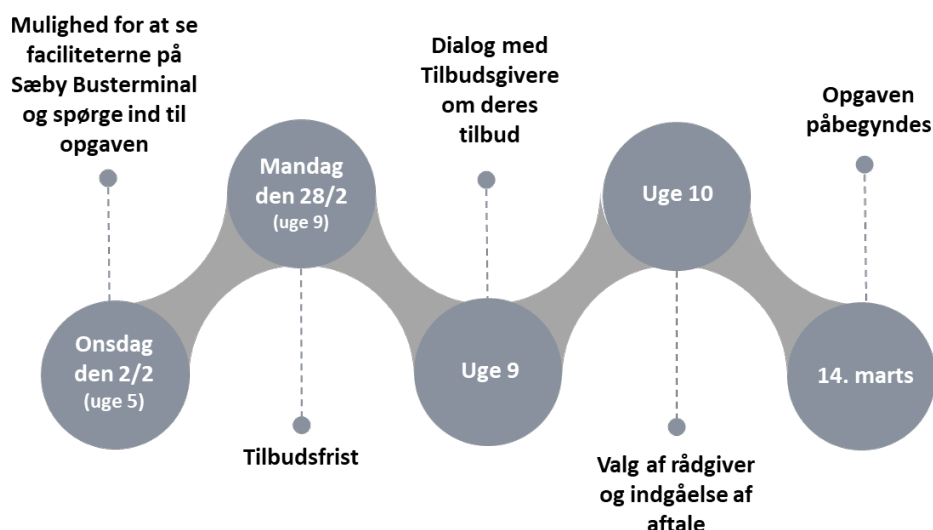 Mulighed for at se
faciliteterne på
Sæby Busterminal
og spørge ind til
opgaven
Onsdag
den 2/2
(uge 5)
Mandag
den 28/2
(uge 9)
Tilbudsfrist
Dialog med
Tilbudsgivere
om deres
tilbud
Uge 9
Uge 10
Valg af rådgiver
og indgåelse af
aftale
Opgaven
påbegyndes
14. marts